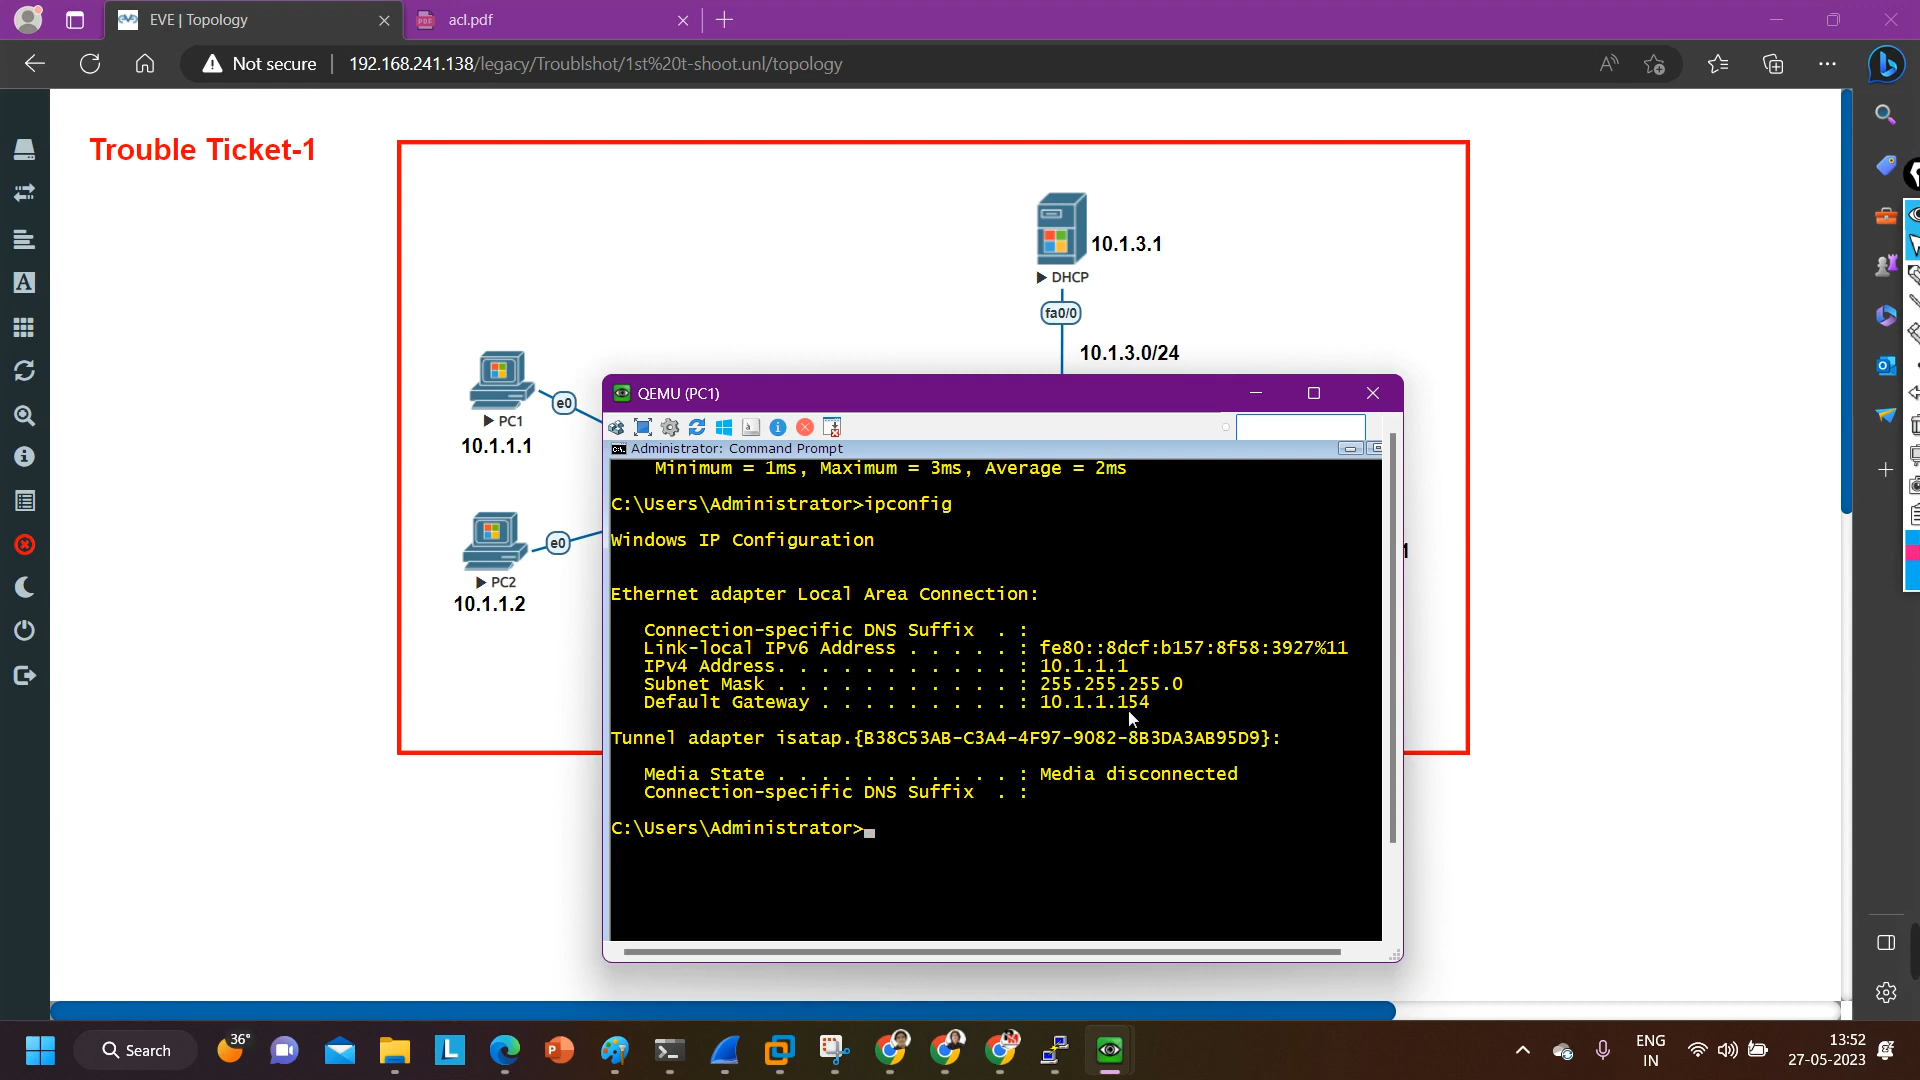 EVE | Topology
acl.pdf
Not secure
192.168.241.138/legacy/Troublshot/1st%20t-shoot.unl/topology
Trouble Ticket-1
10.1.3.1
DHCP
fa0/0
10.1.3.0/24
e0
PC1
10.1.1.1
e0
PC2
10.1.1.2
QEMU (PC1)
Administrator: Command Prompt
Minimum = 1ms, Maximum = 3ms, Average = 2ms
C:\Users\Administrator>ipconfig
Windows IP Configuration
Ethernet adapter Local Area Connection:
Connection-specific DNS Suffix . :
Link-local IPv6 Address . . . . . : fe80::8dcf:b157:8f58:3927%11
IPv4 Address. . . . . . . . . . . : 10.1.1.1
Subnet Mask . . . . . . . . . . . : 255.255.255.0
Default Gateway . . . . . . . . . : 10.1.1.154
Tunnel adapter isatap.{B38C53AB-C3A4-4F97-9082-8B3DA3AB95D9}:
Media State . . . . . . . . . . . : Media disconnected
Connection-specific DNS Suffix . :
C:\Users\Administrator>
Search
36°
ENG
IN
13:52
27-05-2023